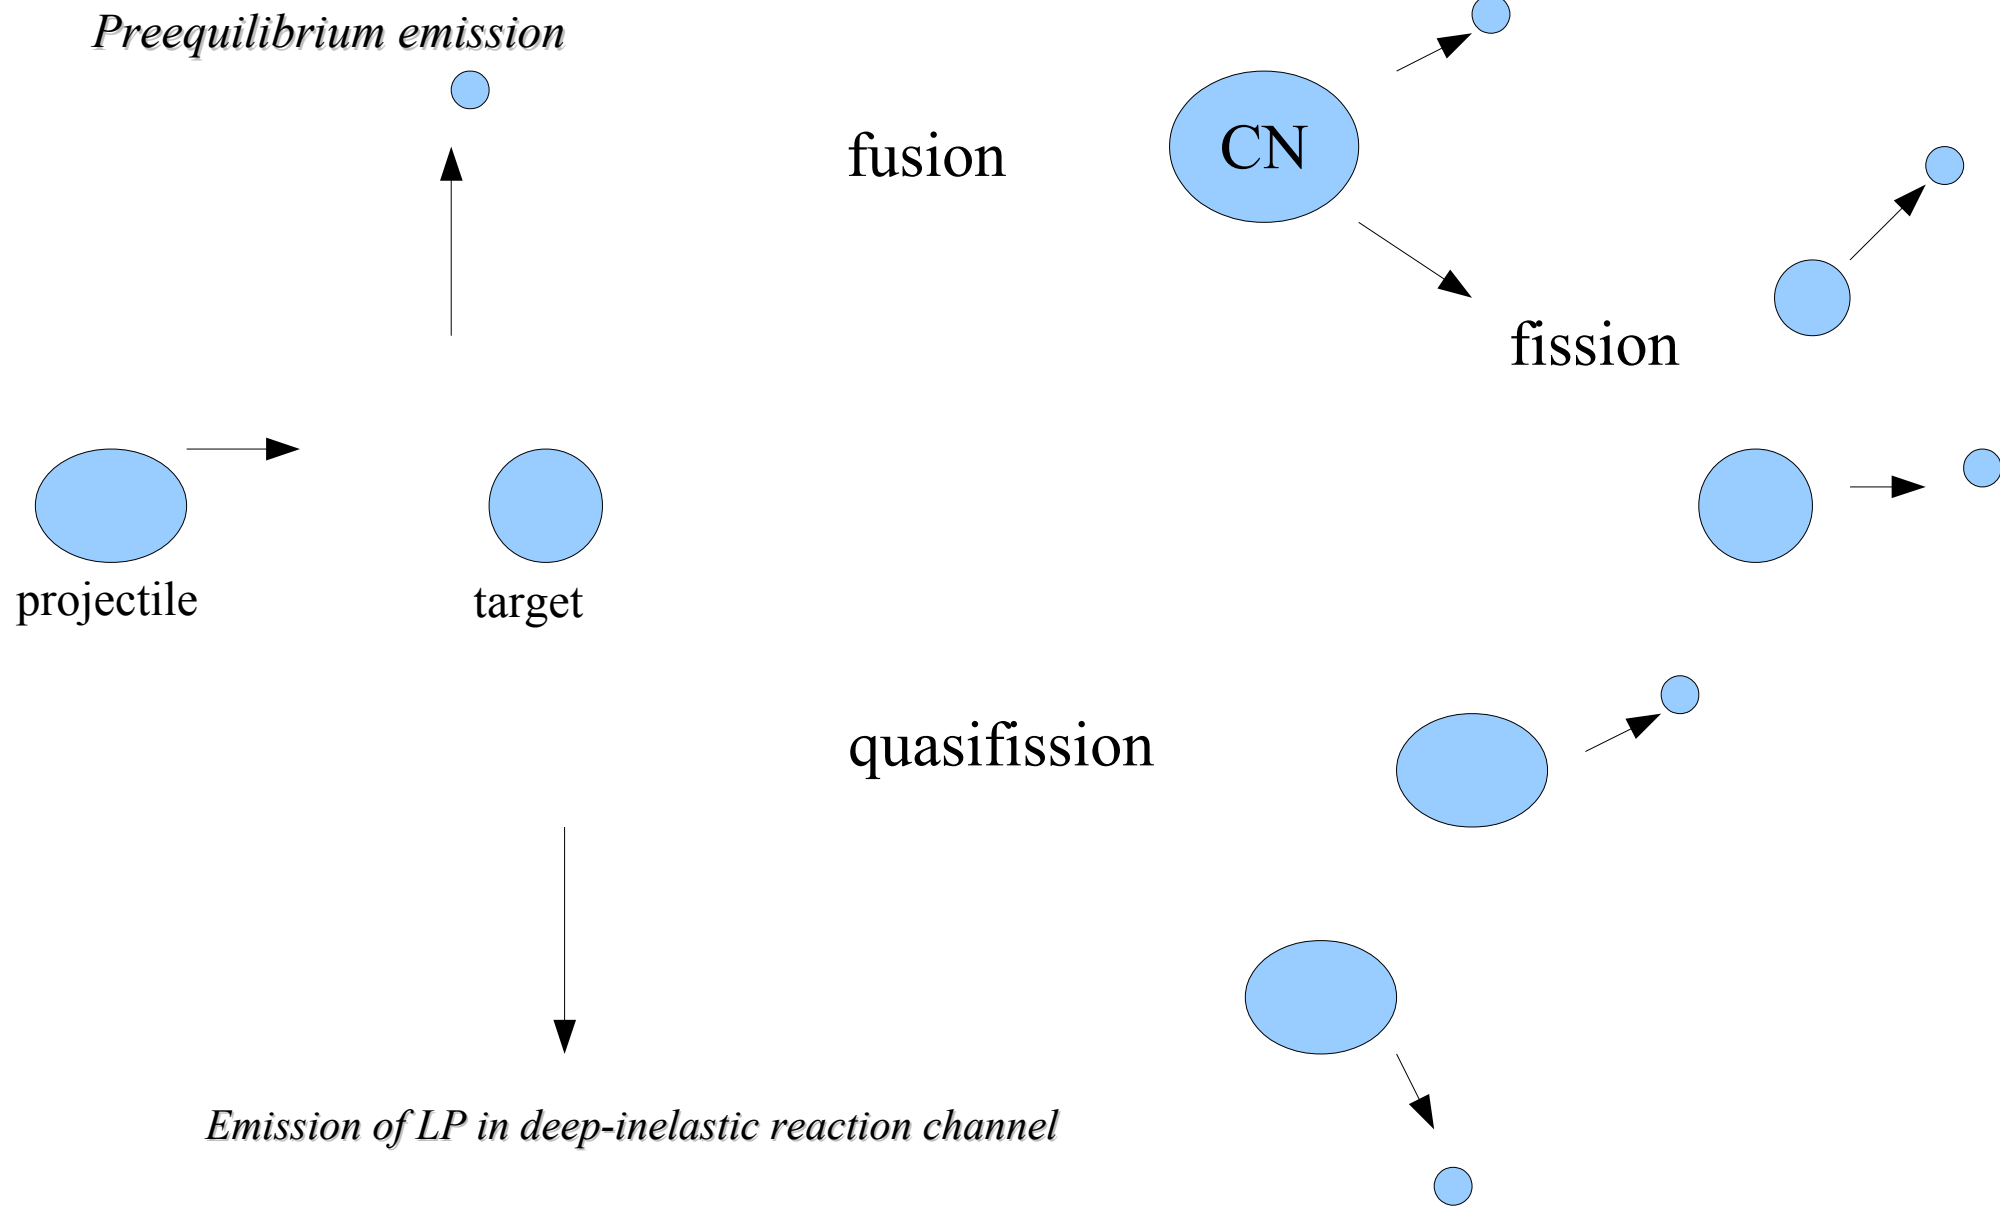 Preequilibrium emission
fusion
CN
fission
projectile
target
quasifission
Emission of LP in deep-inelastic reaction channel